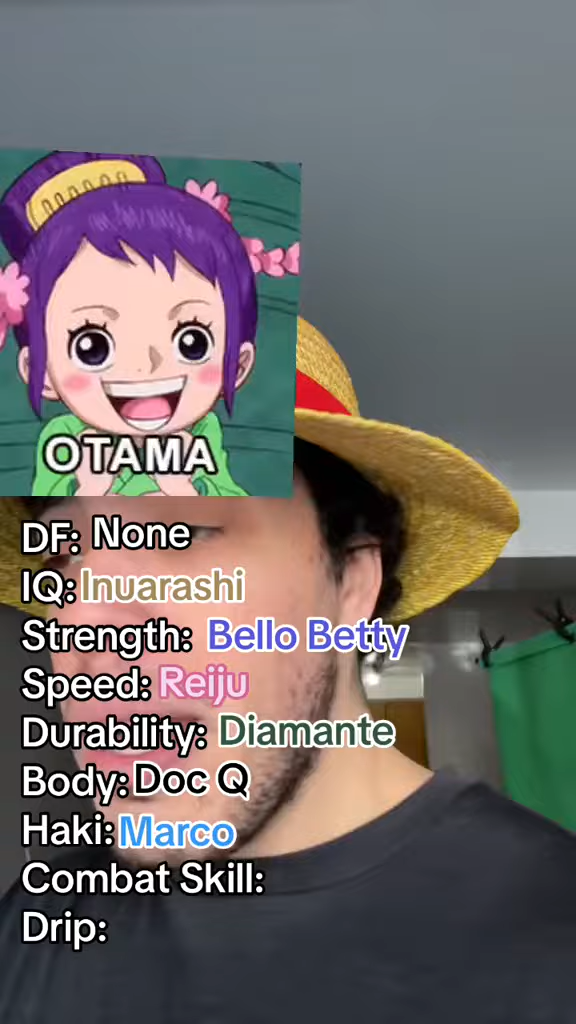 OTAMA
DF: None
IQ: Inuarashi
Strength: Bello Betty
Speed: Reiju
Durability: Diamante
Body: Doc Q
Haki: Marco
Combat Skill:
Drip: